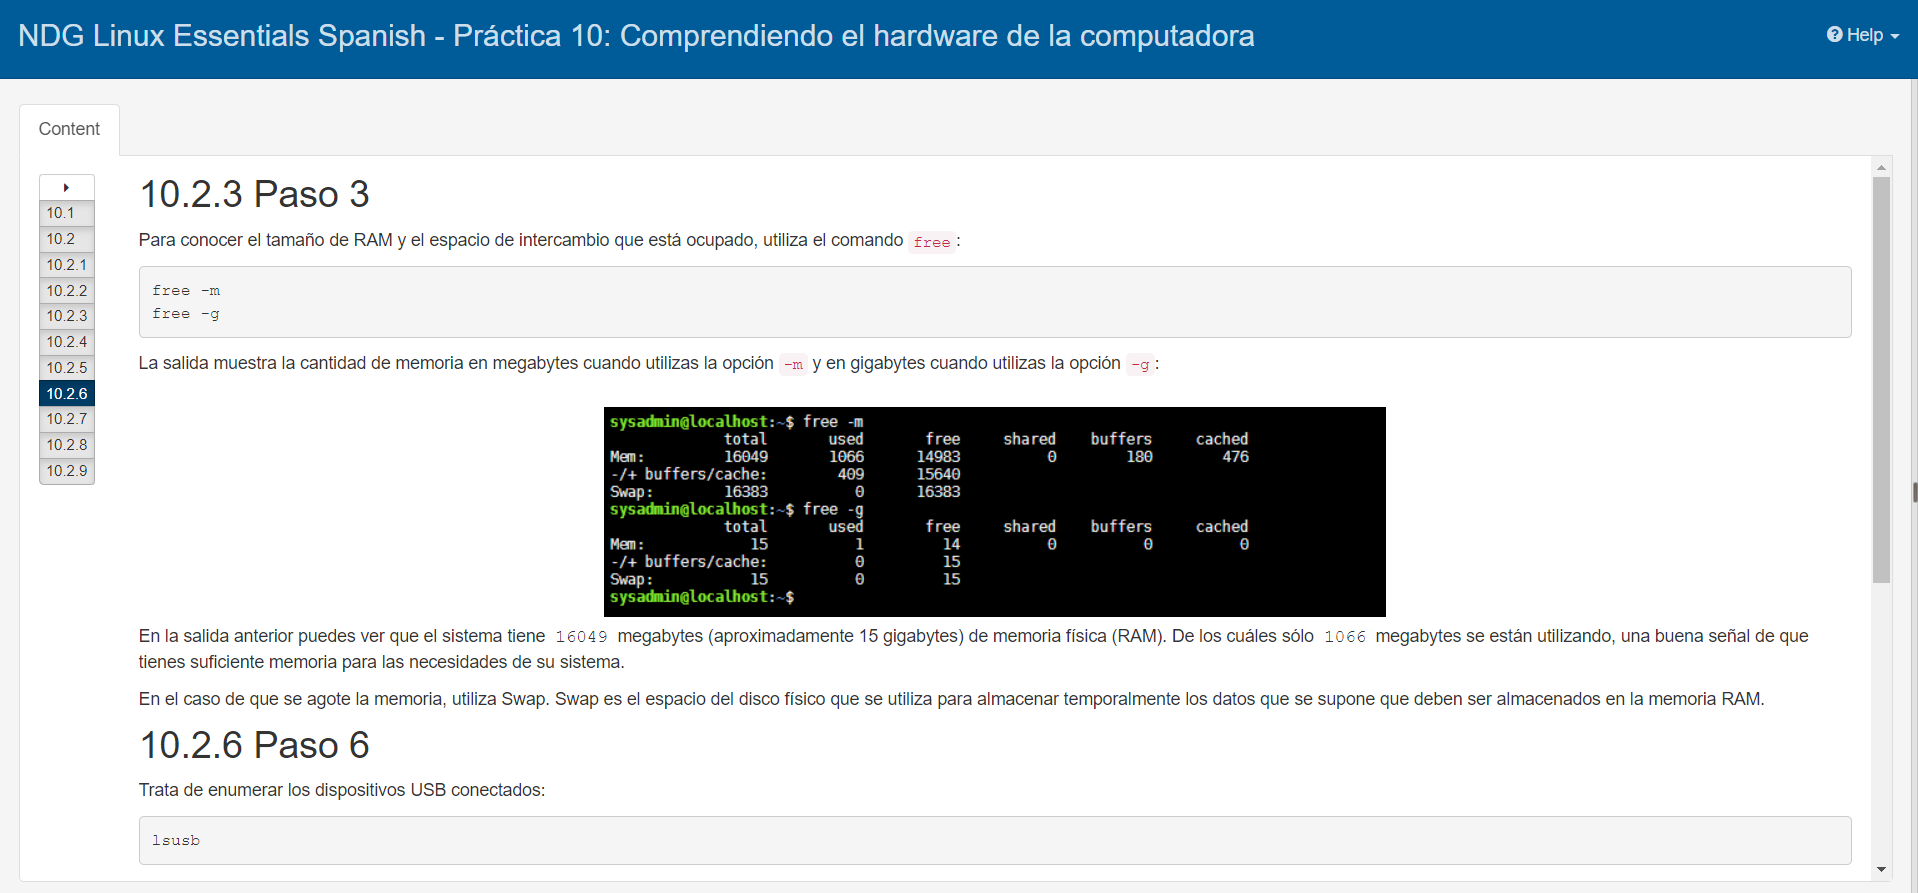 NDG Linux Essentials Spanish - Práctica 10: Comprendiendo el hardware de la computadora
Help
Content
10.1
10.2
10.2.1
10.2.2
10.2.3
10.2.4
10.2.5
10.2.6
10.2.7
10.2.8
10.2.9
10.2.3 Paso 3
Para conocer el tamaño de RAM y el espacio de intercambio que está ocupado, utiliza el comando free :
free -m
free -g
La salida muestra la cantidad de memoria en megabytes cuando utilizas la opción -m y en gigabytes cuando utilizas la opción -g :
sysadmin@localhost:~$ free -m
total used free shared buffers cached
Mem: 16049 1066 14983 0 180 476
-/+ buffers/cache: 409 15640
Swap: 16383 0 16383
sysadmin@localhost:~$ free -g
total used free shared buffers cached
Mem: 15 1 14 0 0 0
-/+ buffers/cache: 0 15
Swap: 15 0 15
sysadmin@localhost:~$
En la salida anterior puedes ver que el sistema tiene 16049 megabytes (aproximadamente 15 gigabytes) de memoria física (RAM). De los cuáles sólo 1066 megabytes se están utilizando, una buena señal de que
tienes suficiente memoria para las necesidades de su sistema.
En el caso de que se agote la memoria, utiliza Swap. Swap es el espacio del disco físico que se utiliza para almacenar temporalmente los datos que se supone que deben ser almacenados en la memoria RAM.
10.2.6 Paso 6
Trata de enumerar los dispositivos USB conectados:
lsusb